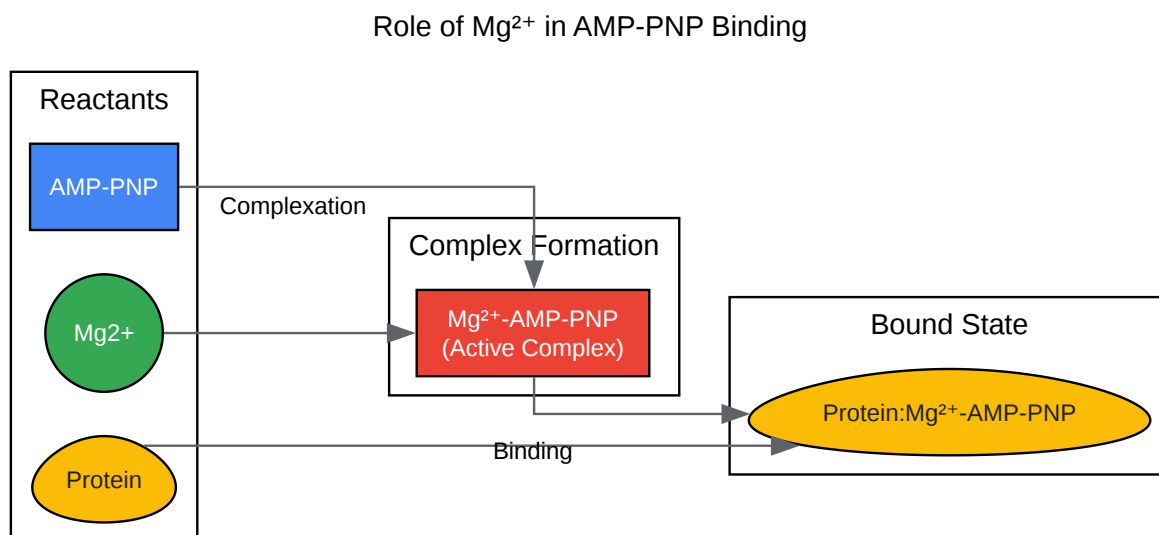 Role of Mg²⁺ in AMP-PNP Binding
Reactants
AMP-PNP
Complexation
Complex Formation
Mg2+
Mg²⁺-AMP-PNP
(Active Complex)
Bound State
Protein:Mg²⁺-AMP-PNP
Binding
Protein